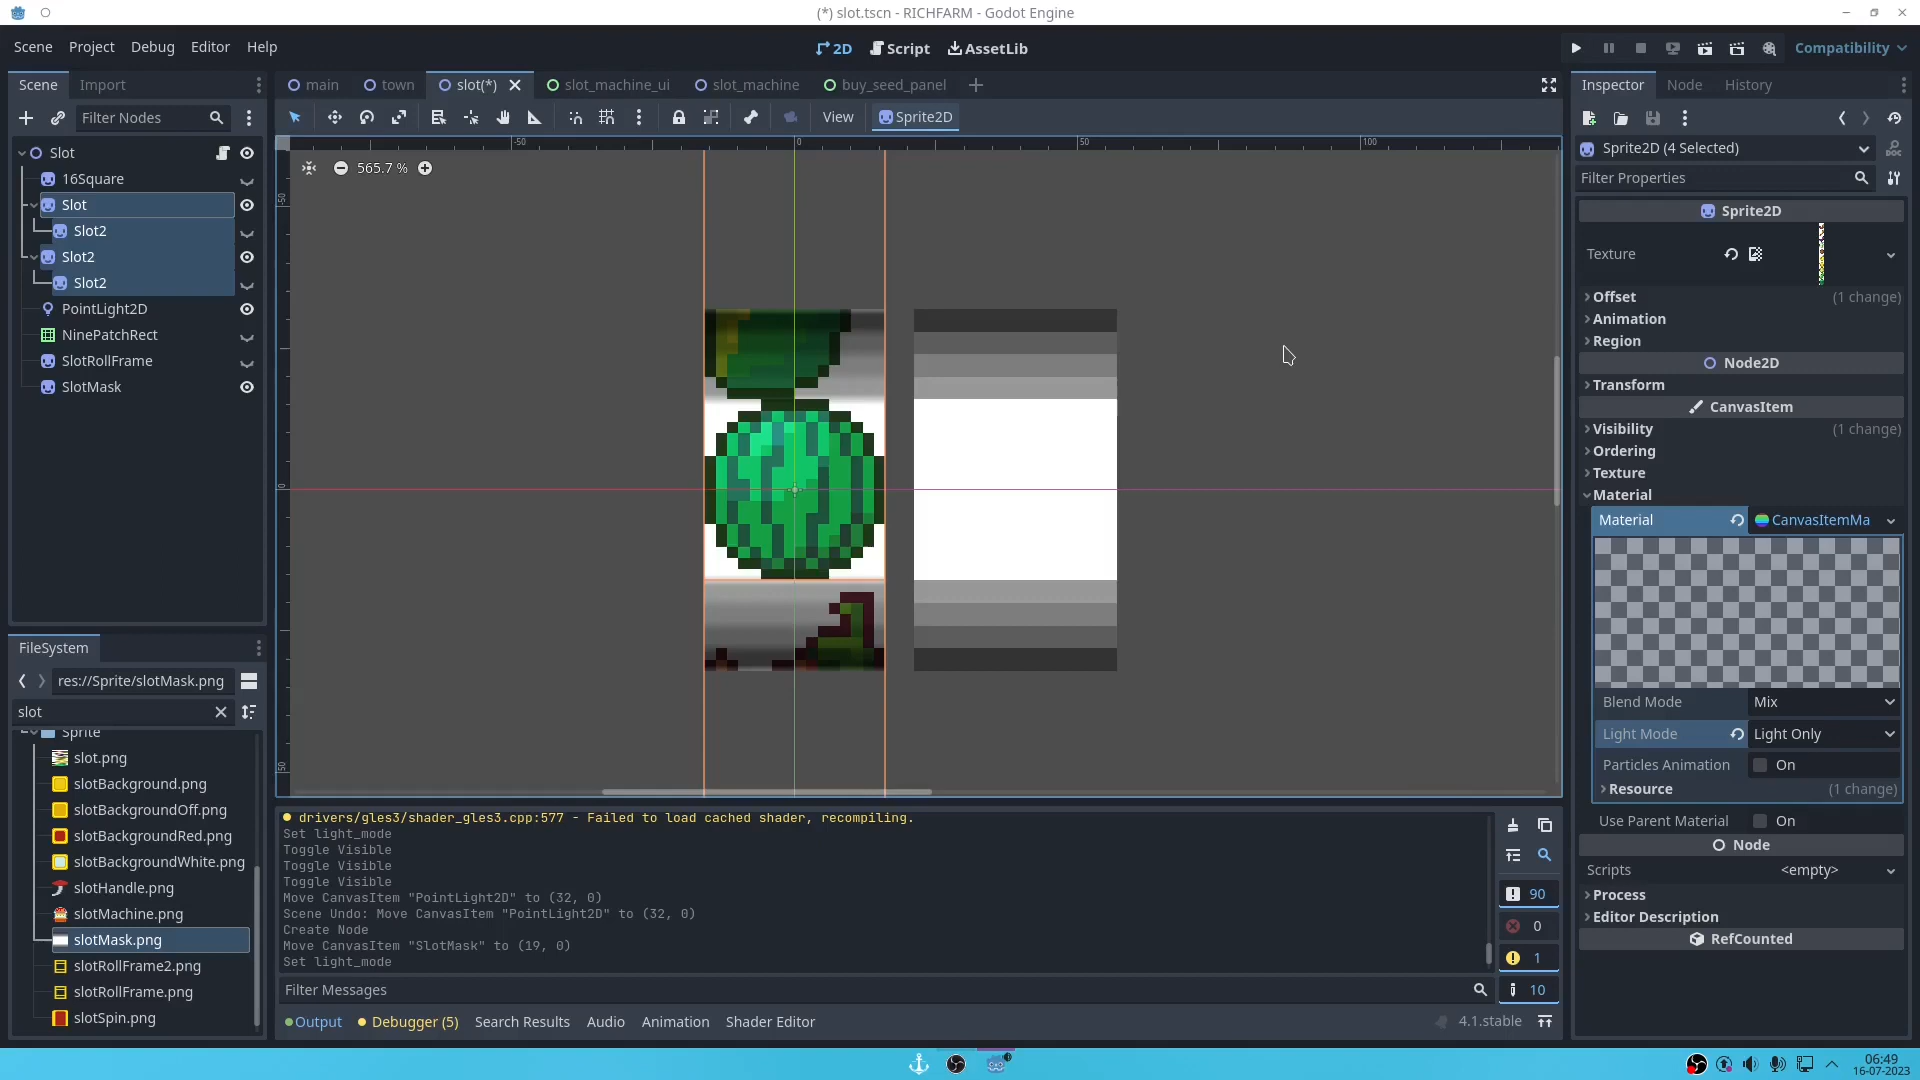 (*) slot.tscn - RICHFARM - Godot Engine
Scene Project Debug Editor Help
2D Script AssetLib
Compatibility
Scene Import
main town slot(*) slot_machine_ui slot_machine buy_seed_panel
Inspector Node History
Filter Nodes
View Sprite2D
Slot
16Square
Slot
Slot2
Slot2
Slot2
PointLight2D
NinePatchRect
SlotRollFrame
SlotMask
-50 0 50 100
565.7 %
-50
0
50
Sprite2D (4 Selected)
DOC
Filter Properties
Sprite2D
Texture
Offset (1 change)
Animation
Region
Node2D
Transform
CanvasItem
Visibility (1 change)
Ordering
Texture
Material
Material CanvasItemMa
Blend Mode Mix
Light Mode Light Only
Particles Animation On
Resource (1 change)
Use Parent Material On
Node
Scripts <empty>
Process
Editor Description
RefCounted
FileSystem
res://Sprite/slotMask.png
slot
Sprite
slot.png
slotBackground.png
slotBackgroundOff.png
slotBackgroundRed.png
slotBackgroundWhite.png
slotHandle.png
slotMachine.png
slotMask.png
slotRollFrame2.png
slotRollFrame.png
slotSpin.png
drivers/gles3/shader_gles3.cpp:577 - Failed to load cached shader, recompiling.
Set light_mode
Toggle Visible
Toggle Visible
Toggle Visible
Move CanvasItem "PointLight2D" to (32, 0)
Scene Undo: Move CanvasItem "PointLight2D" to (32, 0)
Create Node
Move CanvasItem "SlotMask" to (19, 0)
Set light_mode
90
0
1
10
Filter Messages
Output Debugger (5) Search Results Audio Animation Shader Editor
4.1.stable
06:49
16-07-2023